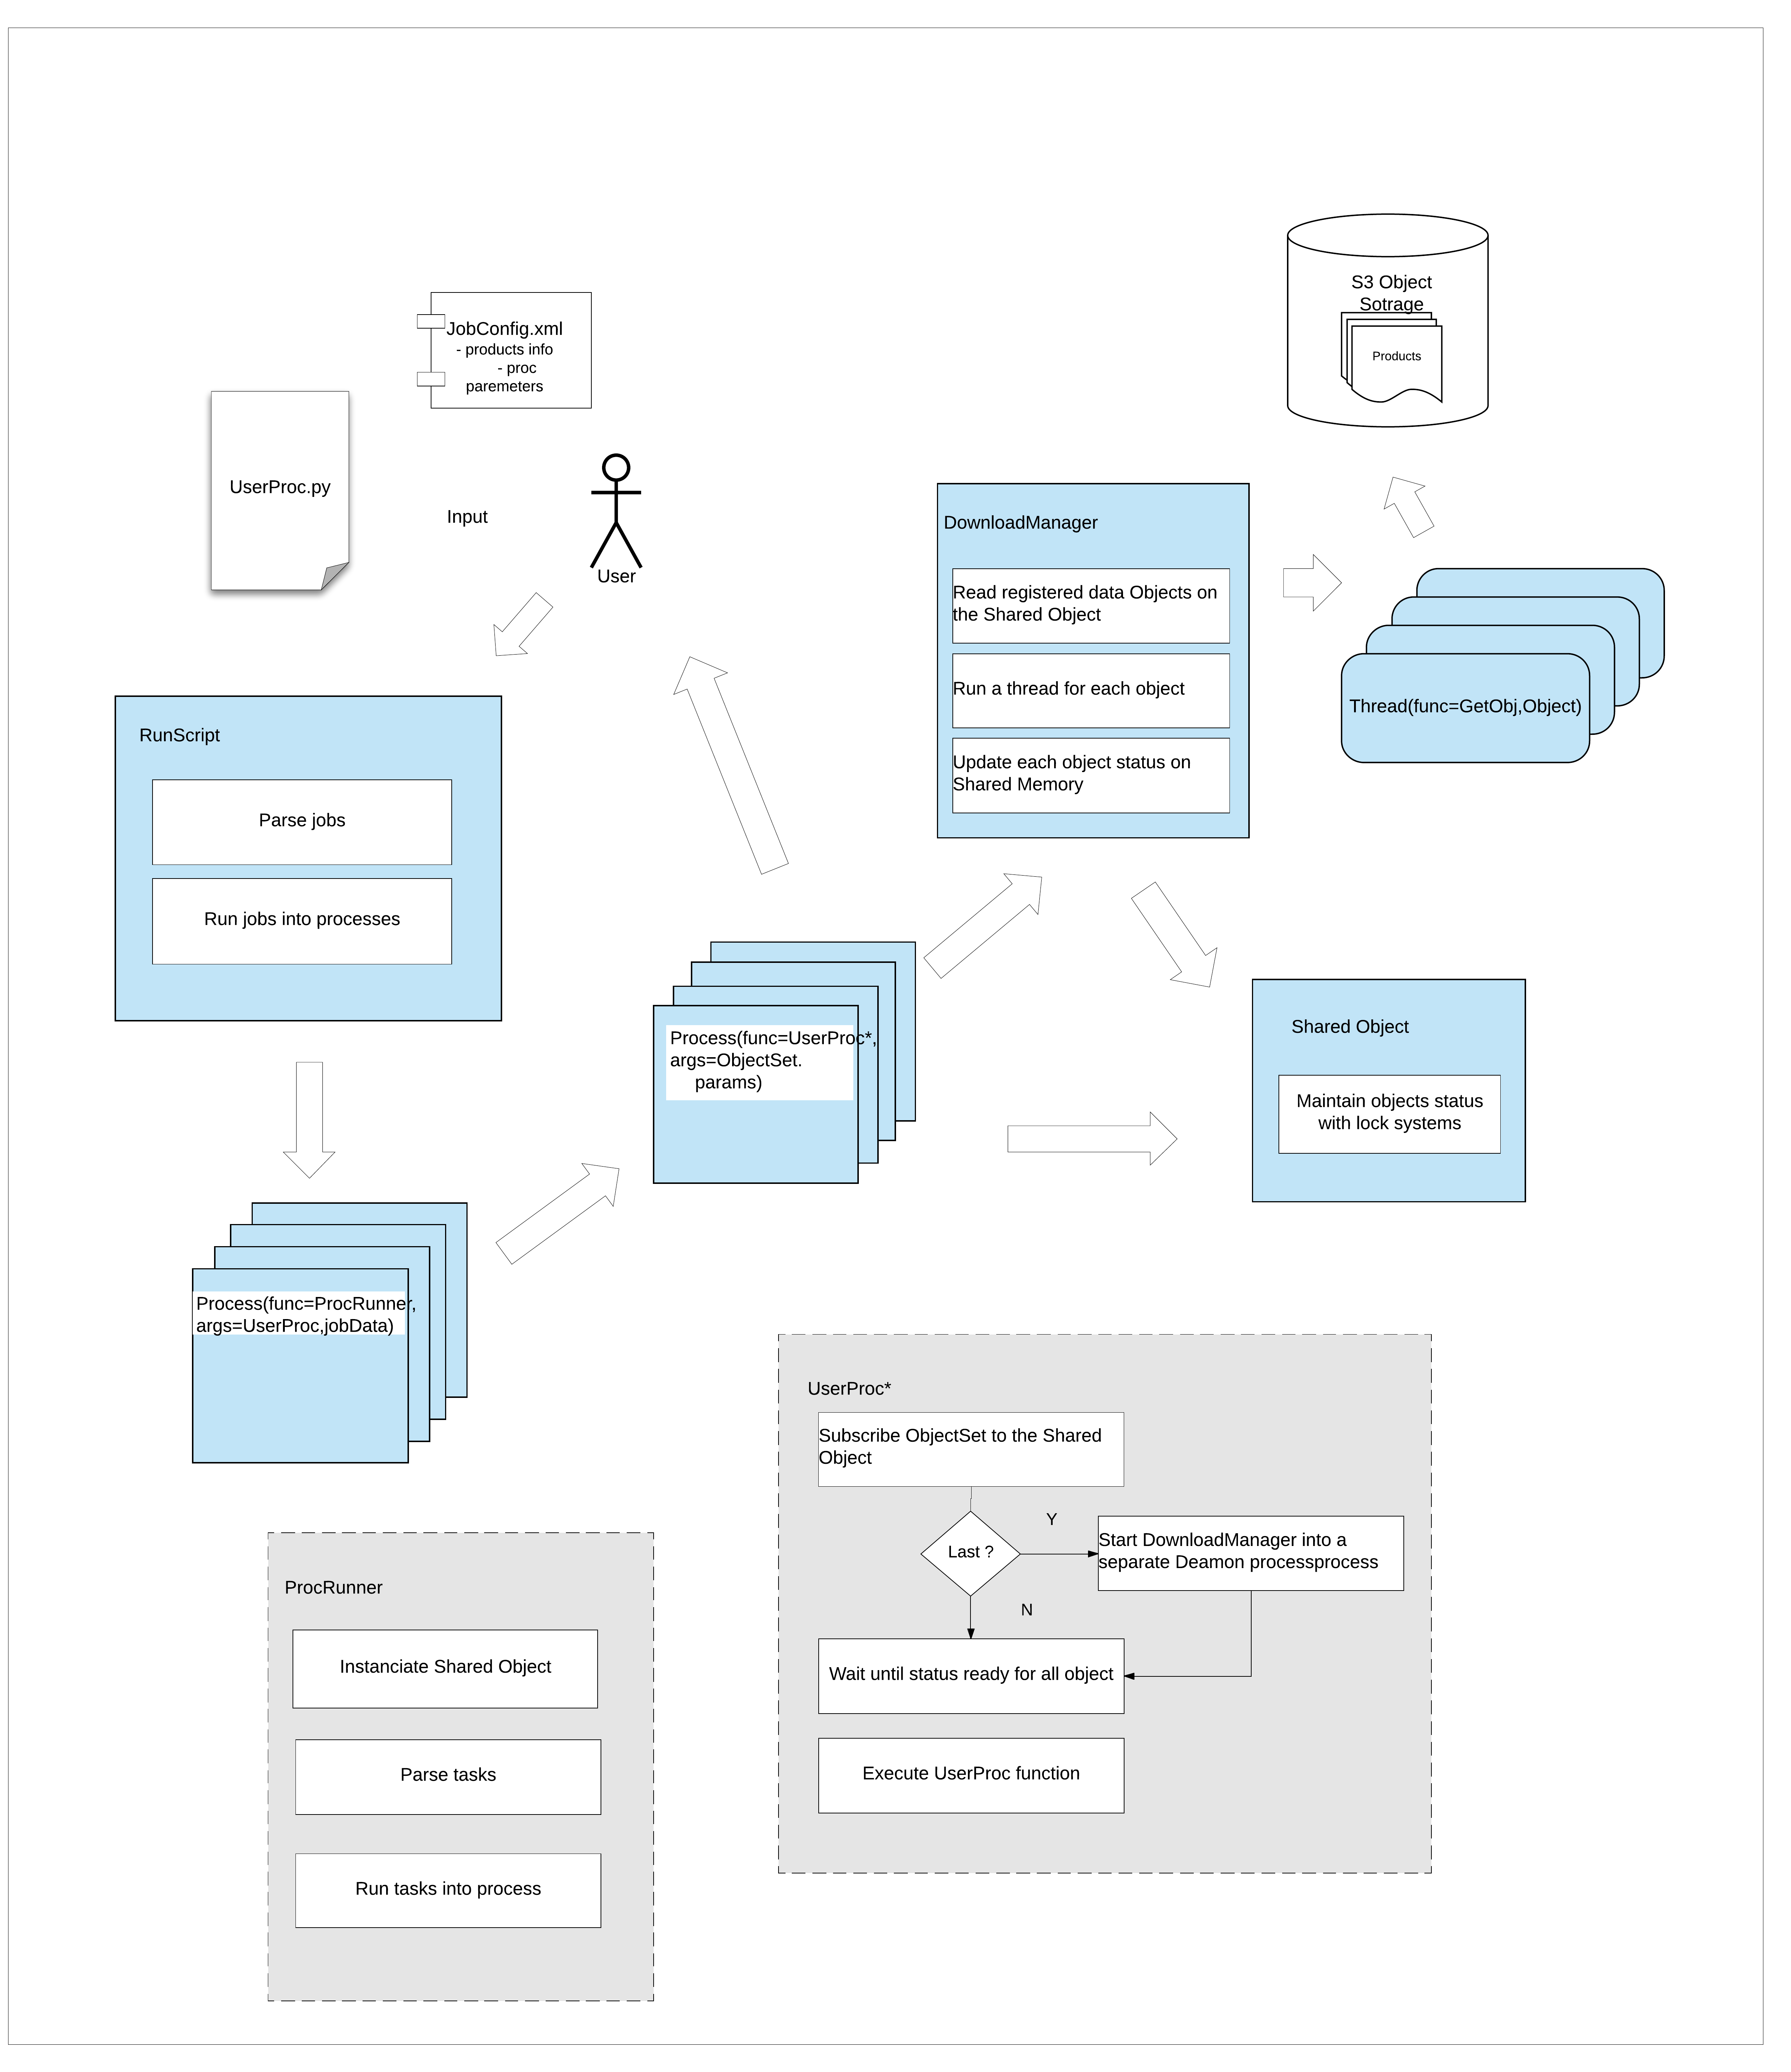 S3 Object
Sotrage
Products
JobConfig.xml
- products info
- proc
paremeters
UserProc.py
Input
User
DownloadManager
Read registered data Objects on
the Shared Object
Run a thread for each object
Update each object status on
Shared Memory
Thread(func=GetObj,Object)
RunScript
Parse jobs
Run jobs into processes
Process(func=UserProc*,
args=ObjectSet.
params)
Shared Object
Maintain objects status
with lock systems
Process(func=ProcRunner,
args=UserProc,jobData)
UserProc*
Subscribe ObjectSet to the Shared
Object
Last ?
Y
Start DownloadManager into a
separate Deamon processprocess
N
Wait until status ready for all object
Execute UserProc function
ProcRunner
Instanciate Shared Object
Parse tasks
Run tasks into process